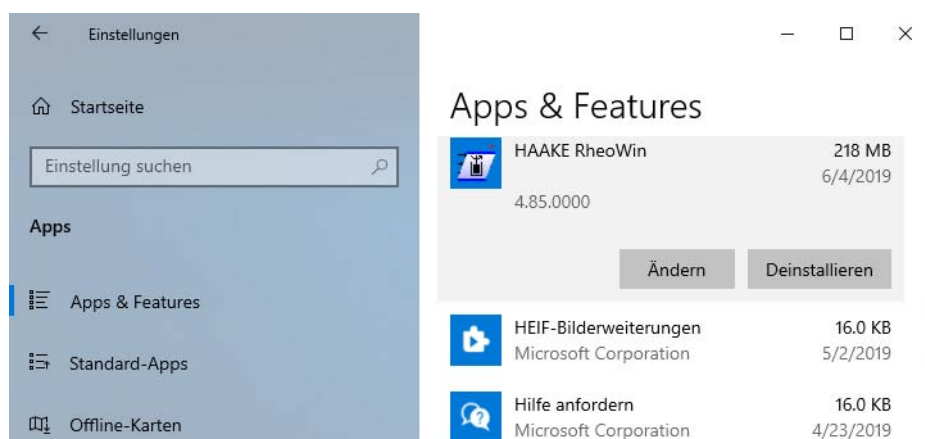 Einstellungen
Startseite
Einstellung suchen
Apps
Apps & Features
Standard-Apps
Offline-Karten
Apps & Features
HAAKE RheoWin 218 MB
6/4/2019
4.85.0000
Ändern Deinstallieren
HEIF-Bilderweiterungen 16.0 KB
Microsoft Corporation 5/2/2019
Hilfe anfordern 16.0 KB
Microsoft Corporation 4/23/2019